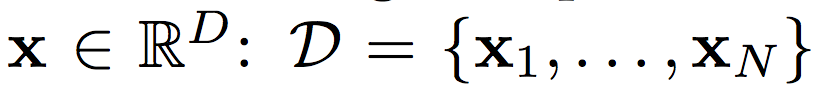 x ∈ ℝ^D: 𝒟 = {x_1, . . . , x_N}